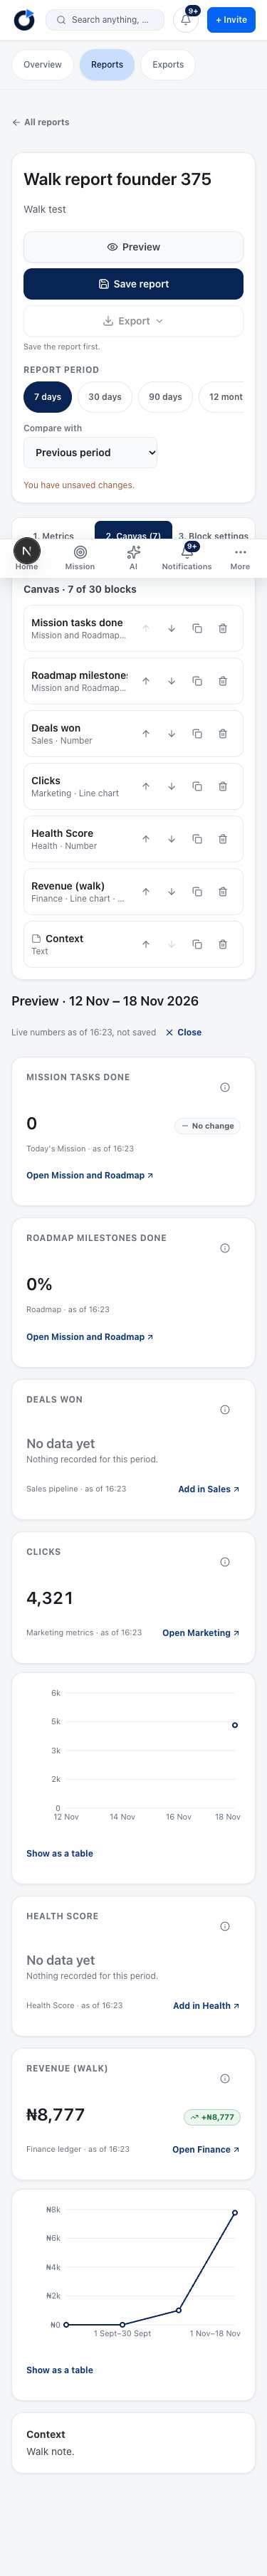 Search anything, ...
9+
+ Invite
Overview
Reports
Exports
← All reports
Walk report founder 375
Walk test
Preview
Save report
Export
Save the report first.
REPORT PERIOD
7 days
30 days
90 days
12 mont
Compare with
Previous period
You have unsaved changes.
1. Metrics
2. Canvas (7)
3. Block settings
N
Home
Mission
AI
9+
Notifications
More
Canvas · 7 of 30 blocks
Mission tasks done
Mission and Roadmap...
Roadmap milestones
Mission and Roadmap...
Deals won
Sales · Number
Clicks
Marketing · Line chart
Health Score
Health · Number
Revenue (walk)
Finance · Line chart · ...
Context
Text
Preview · 12 Nov – 18 Nov 2026
Live numbers as of 16:23, not saved
Close
MISSION TASKS DONE
0
No change
Today's Mission · as of 16:23
Open Mission and Roadmap
ROADMAP MILESTONES DONE
0%
Roadmap · as of 16:23
Open Mission and Roadmap
DEALS WON
No data yet
Nothing recorded for this period.
Sales pipeline · as of 16:23
Add in Sales
CLICKS
4,321
Marketing metrics · as of 16:23
Open Marketing
6k
5k
3k
2k
0
12 Nov
14 Nov
16 Nov
18 Nov
Show as a table
HEALTH SCORE
No data yet
Nothing recorded for this period.
Health Score · as of 16:23
Add in Health
REVENUE (WALK)
₦8,777
+₦8,777
Finance ledger · as of 16:23
Open Finance
₦8k
₦6k
₦4k
₦2k
₦0
1 Sept–30 Sept
1 Nov–18 Nov
Show as a table
Context
Walk note.